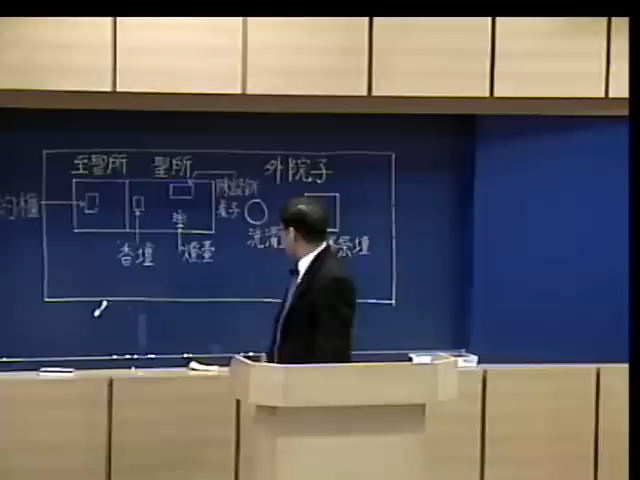 至聖所 聖所 外院子
陳設餅
桌子
的櫃
洗濯
祭壇
香壇 燈臺